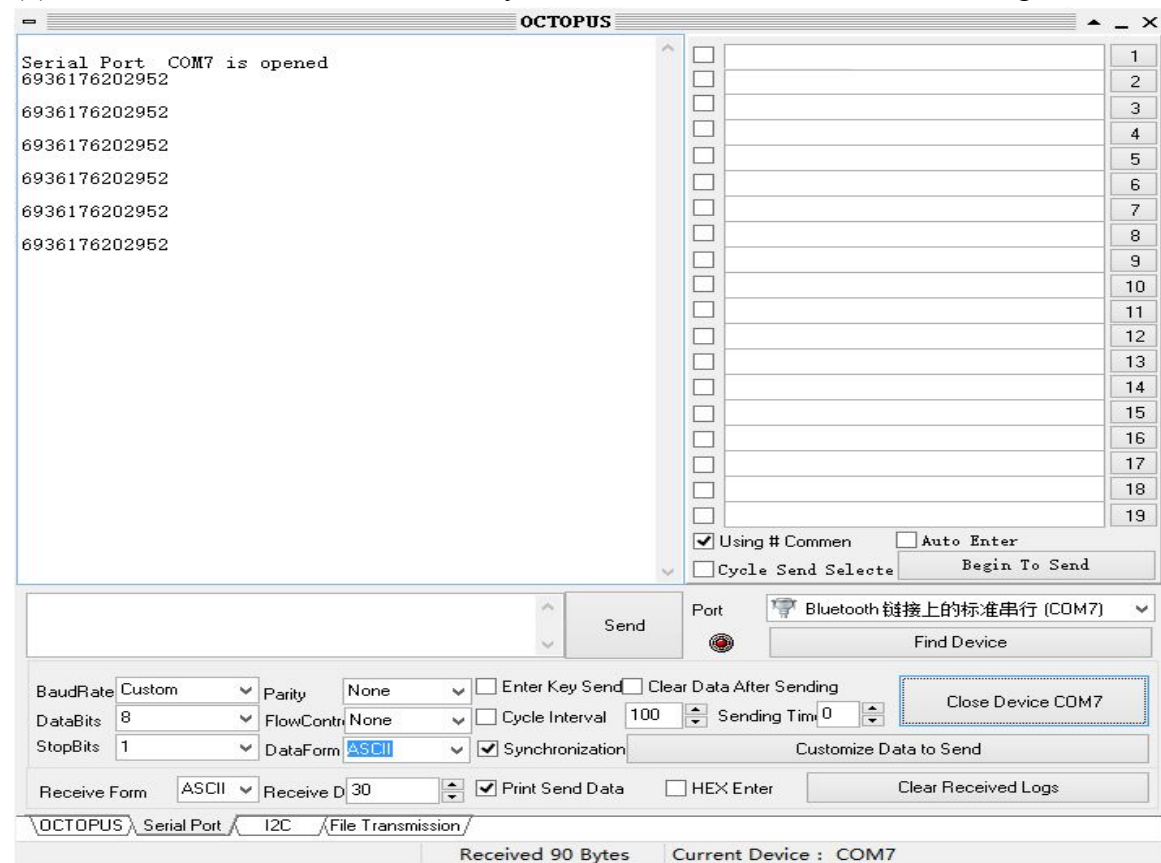 OCTOPUS
Serial Port COM7 is opened
6936176202952
6936176202952
6936176202952
6936176202952
6936176202952
6936176202952
1
2
3
4
5
6
7
8
9
10
11
12
13
14
15
16
17
18
19
Using # Commen Auto Enter
Cycle Send Selecte Begin To Send
Send
Port Bluetooth 链接上的标准串行 (COM7)
Find Device
BaudRate Custom Parity None Enter Key Send Clear Data After Sending
Close Device COM7
DataBits 8 FlowContr None Cycle Interval 100 Sending Tim 0
StopBits 1 DataForm ASCII Synchronization Customize Data to Send
Receive Form ASCII Receive D 30 Print Send Data HEX Enter Clear Received Logs
OCTOPUS Serial Port I2C File Transmission
Received 90 Bytes Current Device : COM7